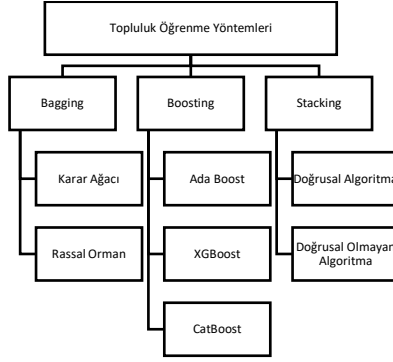 Topluluk Öğrenme Yöntemleri
Bagging
Boosting
Stacking
Karar Ağacı
Ada Boost
Doğrusal Algoritma
Rassal Orman
XGBoost
Doğrusal Olmayan
Algoritma
CatBoost